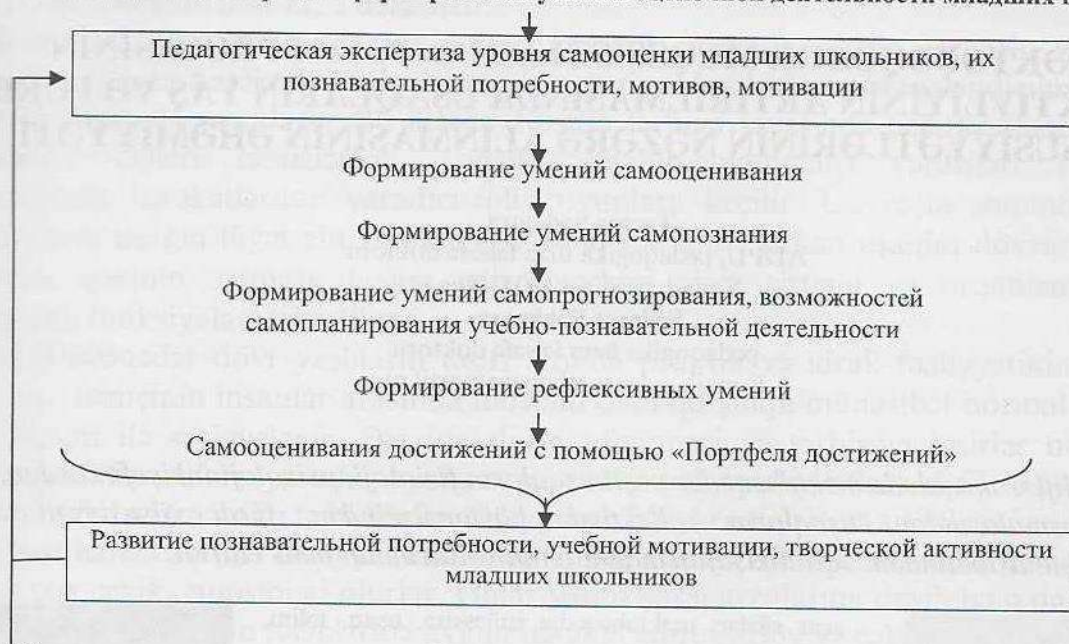 Педагогическая экспертиза уровня самооценки младших школьников, их
познавательной потребности, мотивов, мотивации
Формирование умений самооценивания
Формирование умений самопознания
Формирование умений самопрогнозирования, возможностей
самопланирования учебно-познавательной деятельности
Формирование рефлексивных умений
Самооценивания достижений с помощью «Портфеля достижений»
Развитие познавательной потребности, учебной мотивации, творческой активности
младших школьников